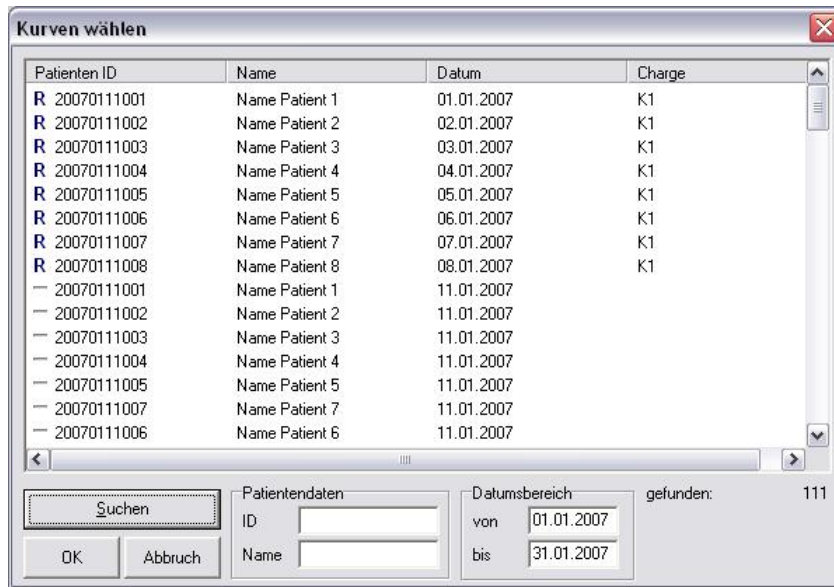 Kurven wählen
Patienten ID Name Datum Charge
R 20070111001 Name Patient 1 01.01.2007 K1
R 20070111002 Name Patient 2 02.01.2007 K1
R 20070111003 Name Patient 3 03.01.2007 K1
R 20070111004 Name Patient 4 04.01.2007 K1
R 20070111005 Name Patient 5 05.01.2007 K1
R 20070111006 Name Patient 6 06.01.2007 K1
R 20070111007 Name Patient 7 07.01.2007 K1
R 20070111008 Name Patient 8 08.01.2007 K1
— 20070111001 Name Patient 1 11.01.2007
— 20070111002 Name Patient 2 11.01.2007
— 20070111003 Name Patient 3 11.01.2007
— 20070111004 Name Patient 4 11.01.2007
— 20070111005 Name Patient 5 11.01.2007
— 20070111007 Name Patient 7 11.01.2007
— 20070111006 Name Patient 6 11.01.2007
Suchen
OK Abbruch
Patientendaten
ID
Name
Datumsbereich
von 01.01.2007
bis 31.01.2007
gefunden: 111